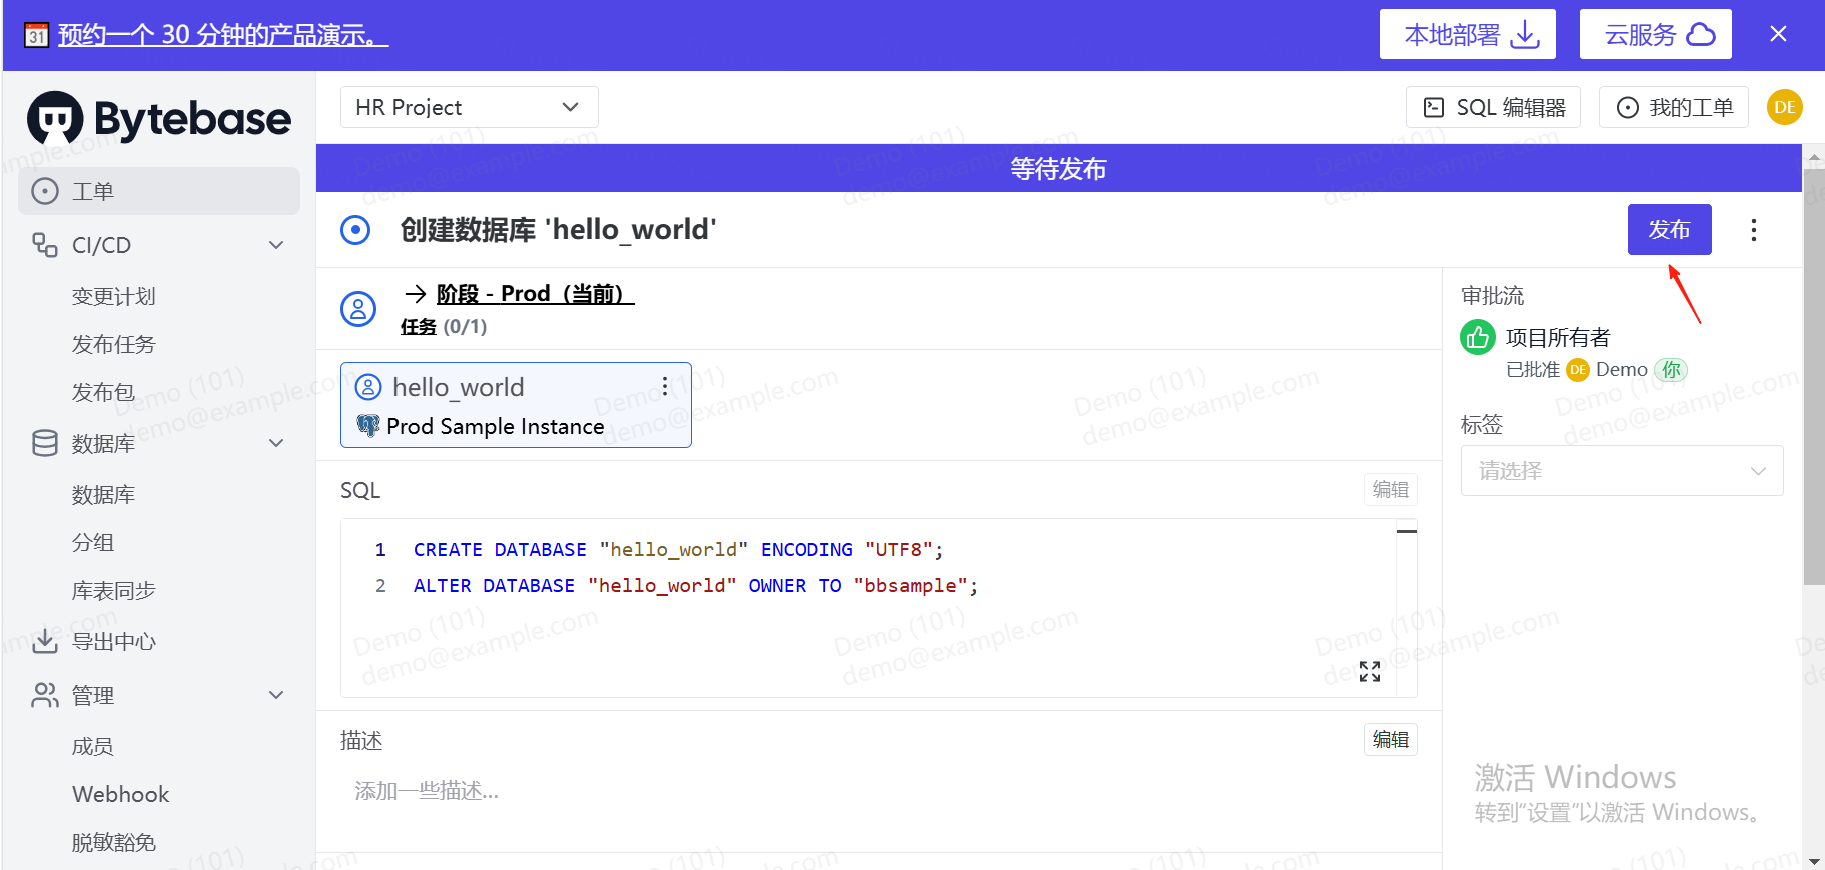 预约一个 30 分钟的产品演示。
本地部署
云服务
Bytebase
HR Project
SQL 编辑器
我的工单
DE
工单
CI/CD
变更计划
发布任务
发布包
数据库
数据库
分组
库表同步
导出中心
管理
成员
Webhook
脱敏豁免
等待发布
创建数据库 'hello_world'
发布
阶段 - Prod（当前）
任务 (0/1)
hello_world
Prod Sample Instance
SQL
编辑
1 CREATE DATABASE "hello_world" ENCODING "UTF8";
2 ALTER DATABASE "hello_world" OWNER TO "bbsample";
描述
编辑
添加一些描述...
审批流
项目所有者
已批准 DE Demo 你
标签
请选择
激活 Windows
转到"设置"以激活 Windows。
Demo (101)
demo@example.com